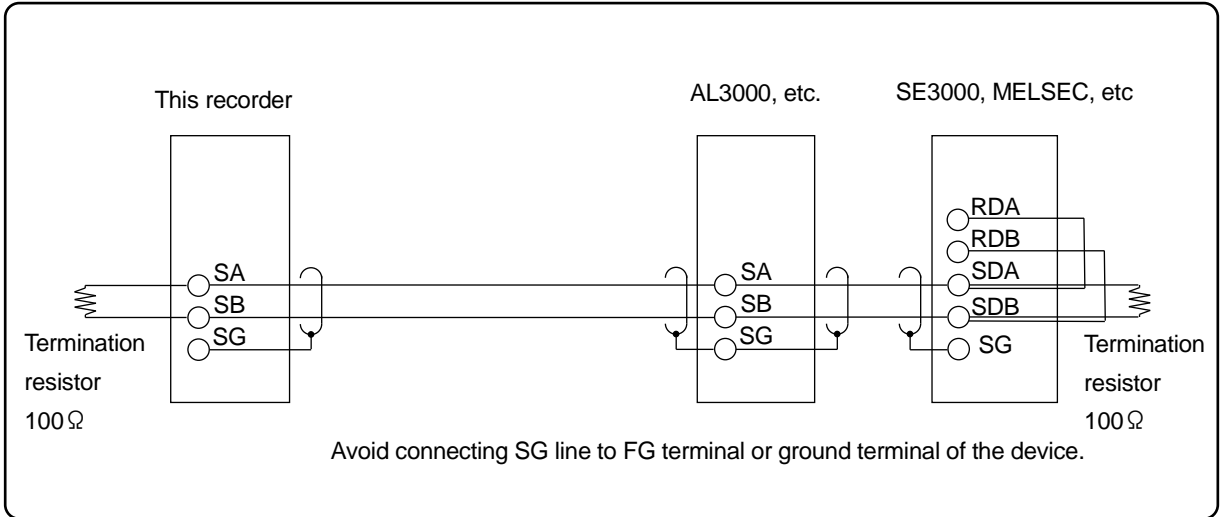 This recorder
AL3000, etc.
SE3000, MELSEC, etc
RDA
RDB
SA
SA
SDA
SB
SB
SDB
SG
SG
SG
Termination
resistor
100Ω
Termination
resistor
100Ω
Avoid connecting SG line to FG terminal or ground terminal of the device.